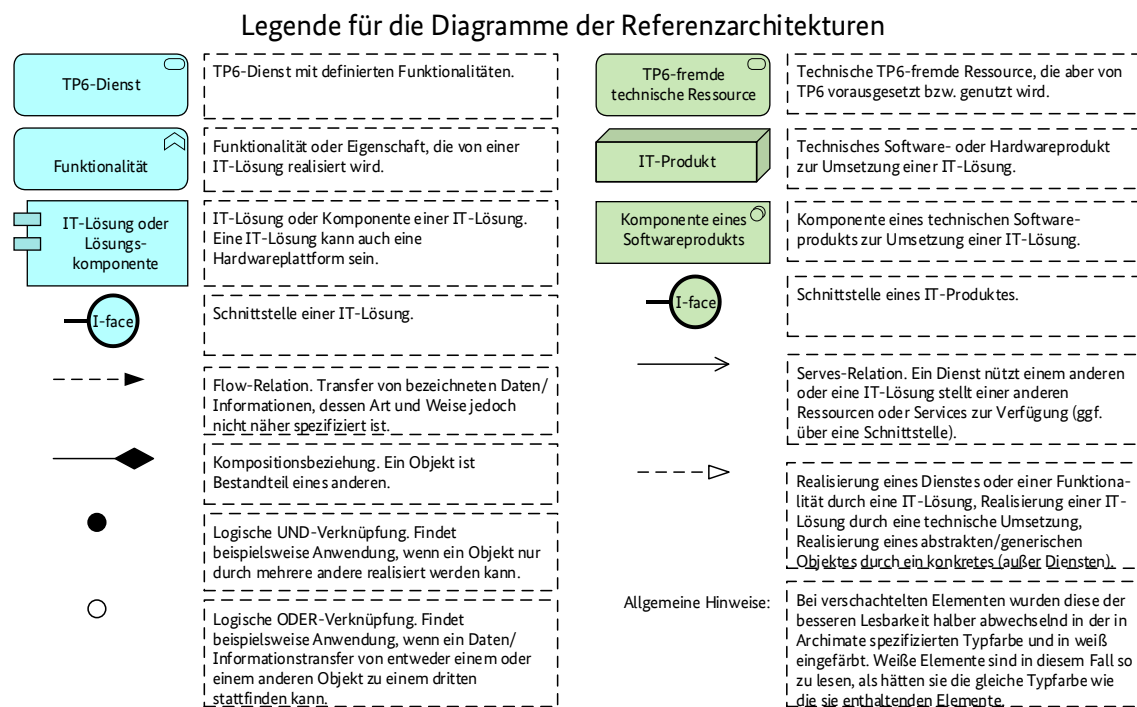 Legende für die Diagramme der Referenzarchitekturen
TP6-Dienst
TP6-Dienst mit definierten Funktionalitäten.
Funktionalität
Funktionalität oder Eigenschaft, die von einer
IT-Lösung realisiert wird.
IT-Lösung oder
Lösungs-
komponente
IT-Lösung oder Komponente einer IT-Lösung.
Eine IT-Lösung kann auch eine
Hardwareplattform sein.
I-face
Schnittstelle einer IT-Lösung.
Flow-Relation. Transfer von bezeichneten Daten/
Informationen, dessen Art und Weise jedoch
nicht näher spezifiziert ist.
Kompositionsbeziehung. Ein Objekt ist
Bestandteil eines anderen.
Logische UND-Verknüpfung. Findet
beispielsweise Anwendung, wenn ein Objekt nur
durch mehrere andere realisiert werden kann.
Logische ODER-Verknüpfung. Findet
beispielsweise Anwendung, wenn ein Daten/
Informationstransfer von entweder einem oder
einem anderen Objekt zu einem dritten
stattfinden kann.
TP6-fremde
technische Ressource
Technische TP6-fremde Ressource, die aber von
TP6 vorausgesetzt bzw. genutzt wird.
IT-Produkt
Technisches Software- oder Hardwareprodukt
zur Umsetzung einer IT-Lösung.
Komponente eines
Softwareprodukts
Komponente eines technischen Software-
produkts zur Umsetzung einer IT-Lösung.
I-face
Schnittstelle eines IT-Produktes.
Serves-Relation. Ein Dienst nützt einem anderen
oder eine IT-Lösung stellt einer anderen
Ressourcen oder Services zur Verfügung (ggf.
über eine Schnittstelle).
Realisierung eines Dienstes oder einer Funktiona-
lität durch eine IT-Lösung, Realisierung einer IT-
Lösung durch eine technische Umsetzung,
Realisierung eines abstrakten/generischen
Objektes durch ein konkretes (außer Diensten).
Allgemeine Hinweise:
Bei verschachtelten Elementen wurden diese der
besseren Lesbarkeit halber abwechselnd in der in
Archimate spezifizierten Typfarbe und in weiß
eingefärbt. Weiße Elemente sind in diesem Fall so
zu lesen, als hätten sie die gleiche Typfarbe wie
die sie enthaltenden Elemente.